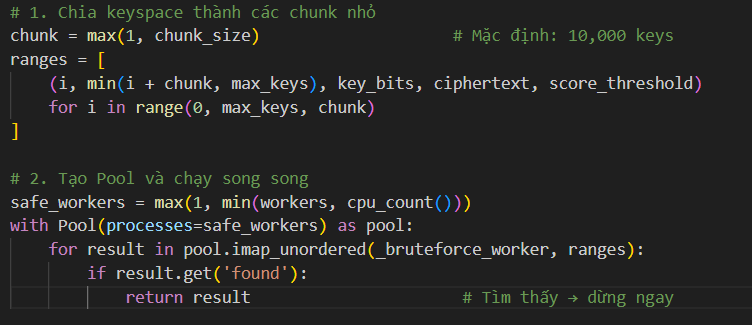 # 1. Chia keyspace thành các chunk nhỏ
chunk = max(1, chunk_size)                   # Mặc định: 10,000 keys
ranges = [
    (i, min(i + chunk, max_keys), key_bits, ciphertext, score_threshold)
    for i in range(0, max_keys, chunk)
]

# 2. Tạo Pool và chạy song song
safe_workers = max(1, min(workers, cpu_count()))
with Pool(processes=safe_workers) as pool:
    for result in pool.imap_unordered(_bruteforce_worker, ranges):
        if result.get('found'):
            return result                    # Tìm thấy → dừng ngay